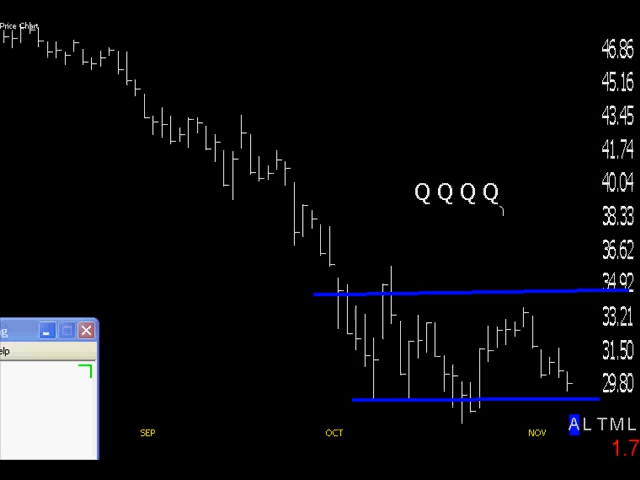 Price Chart
46.86
45.16
43.45
41.74
40.04
QQQQ
38.33
36.62
34.92
33.21
31.50
29.80
elp
ALTML
SEP OCT NOV
1.7